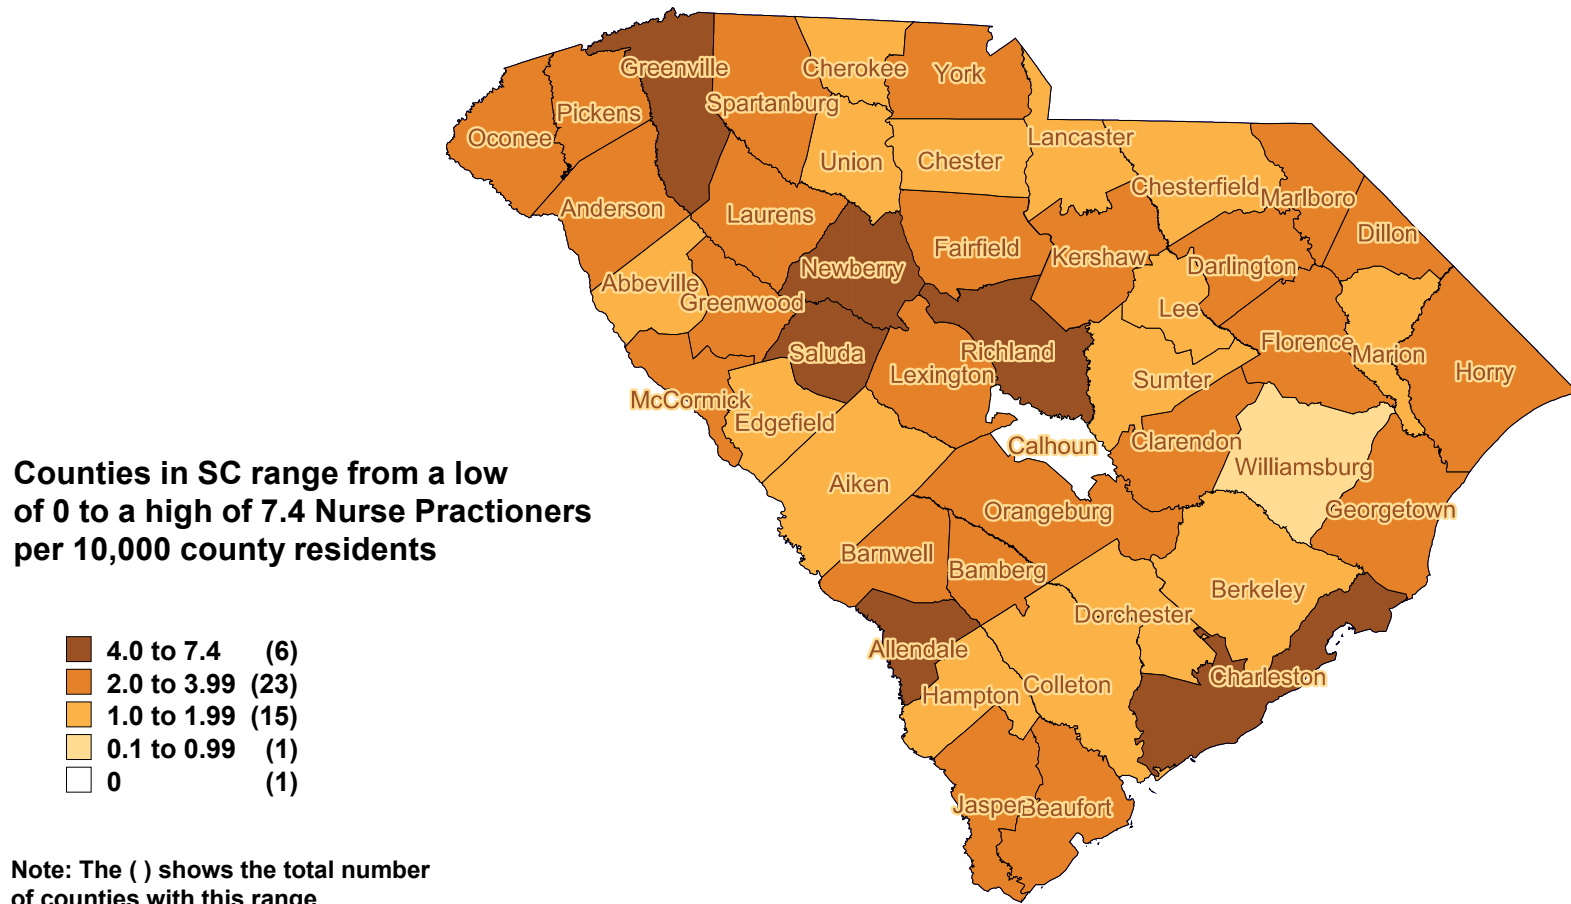 Greenville
Cherokee
York
Spartanburg
Pickens
Oconee
Union
Chester
Lancaster
Chesterfield
Marlboro
Anderson
Laurens
Dillon
Fairfield
Kershaw
Newberry
Darlington
Abbeville
Greenwood
Lee
Saluda
Richland
Florence
Marion
Lexington
Sumter
Horry
McCormick
Edgefield
Calhoun
Clarendon
Williamsburg
Aiken
Orangeburg
Georgetown
Barnwell
Bamberg
Berkeley
Dorchester
Allendale
Charleston
Hampton
Colleton
Jasper
Beaufort
Counties in SC range from a low
of 0 to a high of 7.4 Nurse Practioners
per 10,000 county residents
4.0 to 7.4 (6)
2.0 to 3.99 (23)
1.0 to 1.99 (15)
0.1 to 0.99 (1)
0 (1)
Note: The ( ) shows the total number
of counties with this range